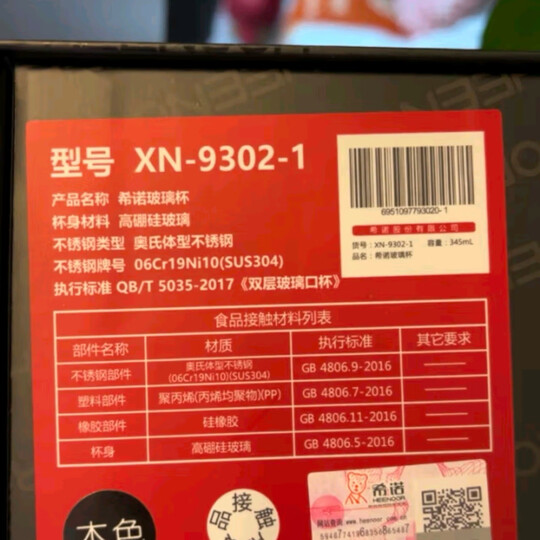 型号 XN-9302-1
产品名称 希诺玻璃杯
杯身材料 高硼硅玻璃
不锈钢类型 奥氏体型不锈钢
不锈钢牌号 06Cr19Ni10(SUS304)
执行标准 QB/T 5035-2017《双层玻璃口杯》
6951097793020-1
希诺股份有限公司
货号：XN-9302-1 容量：345mL
品名：希诺玻璃杯
食品接触材料列表
部件名称 材质 执行标准 其它要求
不锈钢部件 奥氏体型不锈钢 (06Cr19Ni10)(SUS304) GB 4806.9-2016 ——
塑料部件 聚丙烯(丙烯均聚物)(PP) GB 4806.7-2016 ——
橡胶部件 硅橡胶 GB 4806.11-2016 ——
杯身 高硼硅玻璃 GB 4806.5-2016 ——
本色
品接触
希诺
HEENOOR